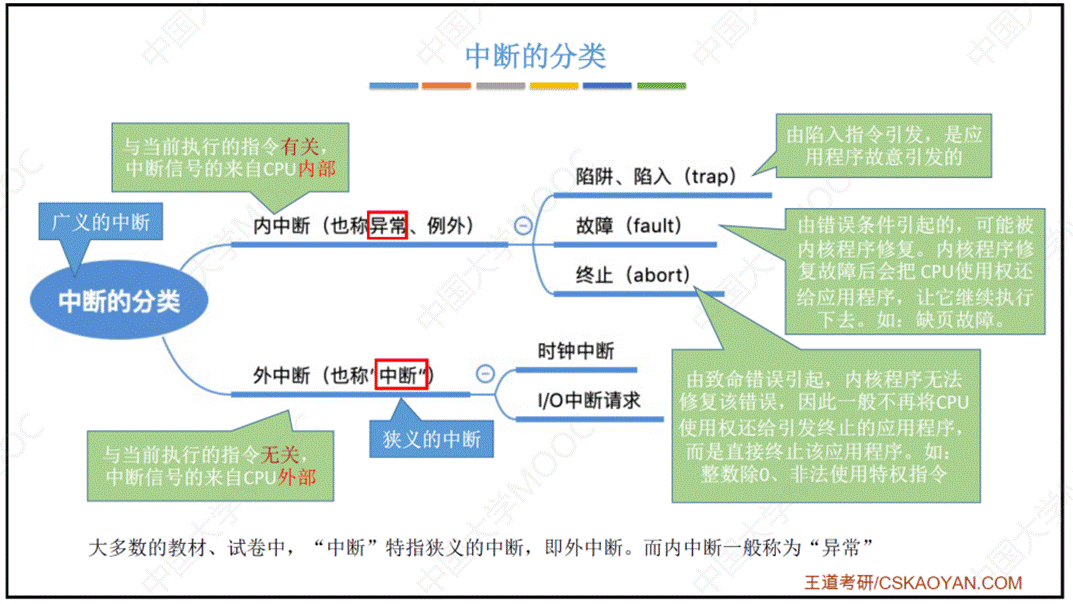 中断的分类
与当前执行的指令有关，
中断信号的来自CPU内部
由陷入指令引发，是应
用程序故意引发的
广义的中断
内中断（也称异常、例外）
陷阱、陷入（trap）
故障（fault）
终止（abort）
由错误条件引起的，可能被
内核程序修复。内核程序修
复故障后会把 CPU使用权还
给应用程序，让它继续执行
下去。如：缺页故障。
中断的分类
外中断（也称“中断”）
时钟中断
I/O中断请求
狭义的中断
由致命错误引起，内核程序无法
修复该错误，因此一般不再将CPU
使用权还给引发终止的应用程序，
而是直接终止该应用程序。如：
整数除0、非法使用特权指令
与当前执行的指令无关，
中断信号的来自CPU外部
大多数的教材、试卷中，“中断”特指狭义的中断，即外中断。而内中断一般称为“异常”
王道考研/CSKAOYAN.COM
中国大学MOOC